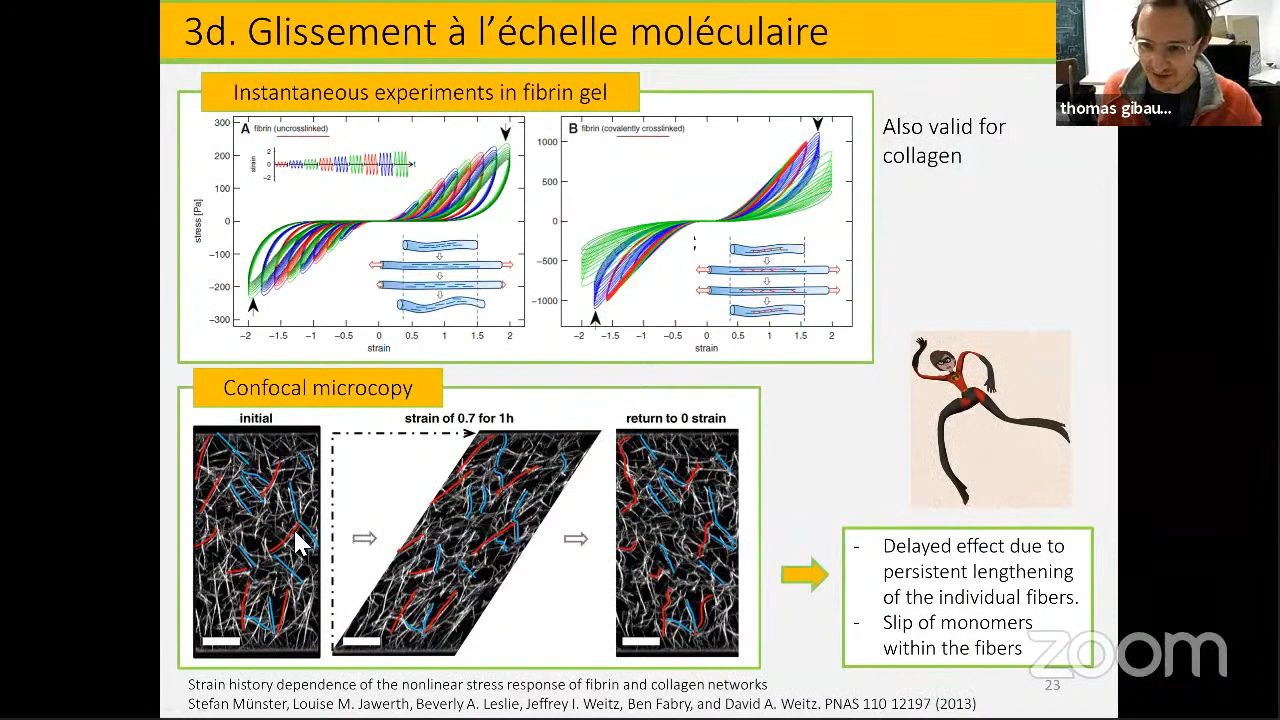 3d. Glissement à l'échelle moléculaire
thomas gibau...
Instantaneous experiments in fibrin gel
Also valid for
collagen
A fibrin (uncrosslinked)
B fibrin (covalently crosslinked)
300
200
100
0
−100
−200
−300
stress [Pa]
strain
2
0
−2
t
−2 −1.5 −1 −0.5 0 0.5 1 1.5 2
strain
1000
500
0
−500
−1000
−2 −1.5 −1 −0.5 0 0.5 1 1.5 2
strain
Confocal microcopy
initial
strain of 0.7 for 1h
return to 0 strain
- Delayed effect due to
persistent lengthening
of the individual fibers.
- Slip of monomers
within the fibers
zoom
23
Strain history dependence of the nonlinear stress response of fibrin and collagen networks
Stefan Münster, Louise M. Jawerth, Beverly A. Leslie, Jeffrey I. Weitz, Ben Fabry, and David A. Weitz. PNAS 110 12197 (2013)